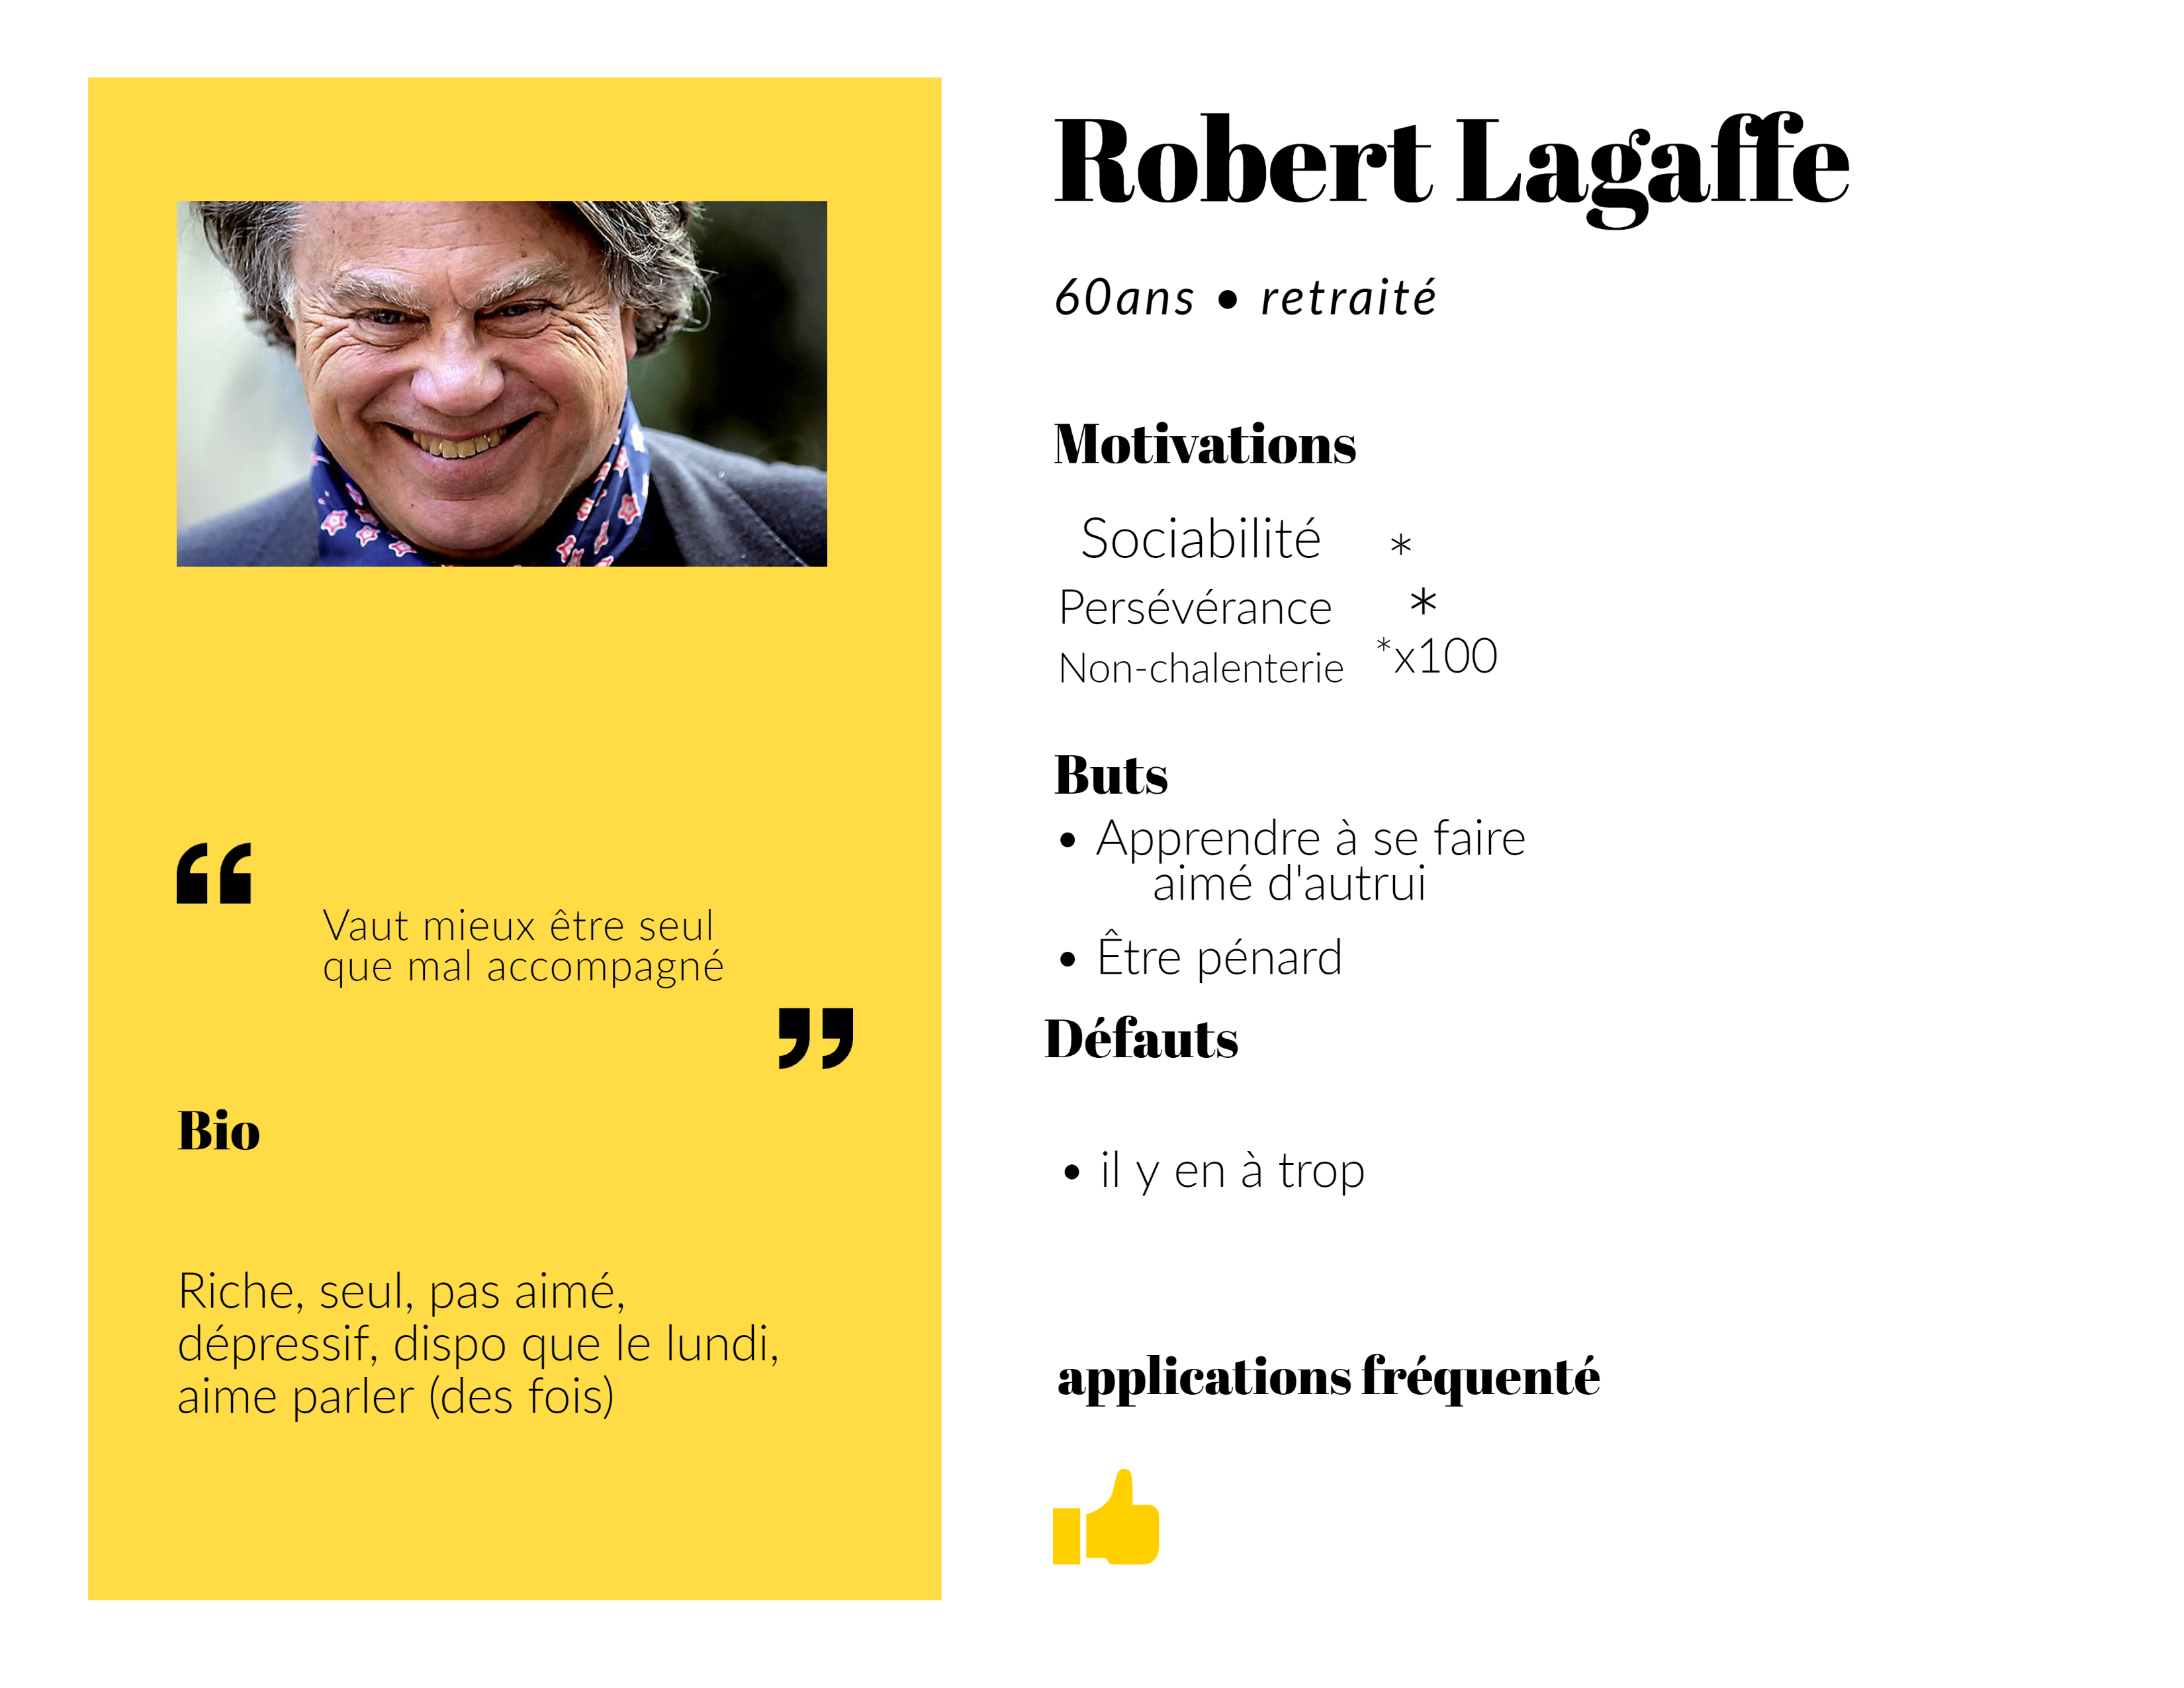 Robert Lagaffe
60ans • retraité
Motivations
Sociabilité *
Persévérance *
Non-chalenterie *x100
Buts
• Apprendre à se faire
aimé d'autrui
• Être pénard
Défauts
• il y en à trop
applications fréquenté
“
Vaut mieux être seul
que mal accompagné
”
Bio
Riche, seul, pas aimé,
dépressif, dispo que le lundi,
aime parler (des fois)